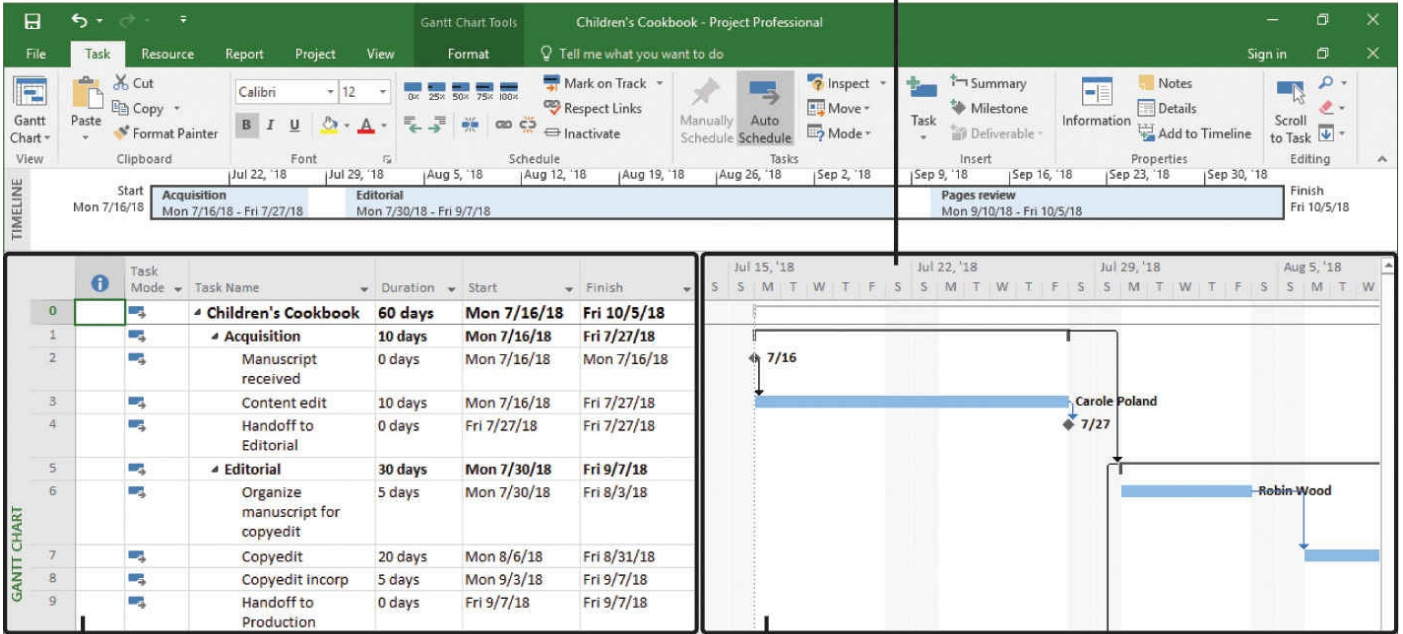 Gantt Chart Tools
Children's Cookbook - Project Professional
File Task Resource Report Project View Format Tell me what you want to do Sign in
Gantt Chart
View
Paste
Cut
Copy
Format Painter
Clipboard
Calibri 12
B I U A
Font
0× 25× 50× 75× 100×
Mark on Track
Respect Links
Inactivate
Schedule
Manually Schedule
Auto Schedule
Inspect
Move
Mode
Tasks
Task
Summary
Milestone
Deliverable
Insert
Information
Notes
Details
Add to Timeline
Properties
Scroll to Task
Editing
TIMELINE
Jul 22, '18 Jul 29, '18 Aug 5, '18 Aug 12, '18 Aug 19, '18 Aug 26, '18 Sep 2, '18 Sep 9, '18 Sep 16, '18 Sep 23, '18 Sep 30, '18
Start
Mon 7/16/18
Acquisition
Mon 7/16/18 - Fri 7/27/18
Editorial
Mon 7/30/18 - Fri 9/7/18
Pages review
Mon 9/10/18 - Fri 10/5/18
Finish
Fri 10/5/18
GANTT CHART
Task Mode Task Name Duration Start Finish
0 Children's Cookbook 60 days Mon 7/16/18 Fri 10/5/18
1 Acquisition 10 days Mon 7/16/18 Fri 7/27/18
2 Manuscript received 0 days Mon 7/16/18 Mon 7/16/18
3 Content edit 10 days Mon 7/16/18 Fri 7/27/18
4 Handoff to Editorial 0 days Fri 7/27/18 Fri 7/27/18
5 Editorial 30 days Mon 7/30/18 Fri 9/7/18
6 Organize manuscript for copyedit 5 days Mon 7/30/18 Fri 8/3/18
7 Copyedit 20 days Mon 8/6/18 Fri 8/31/18
8 Copyedit incorp 5 days Mon 9/3/18 Fri 9/7/18
9 Handoff to Production 0 days Fri 9/7/18 Fri 9/7/18
Jul 15, '18 Jul 22, '18 Jul 29, '18 Aug 5, '18
S S M T W T F S S M T W T F S S M T W T F S S M T W
7/16
Carole Poland
7/27
Robin Wood